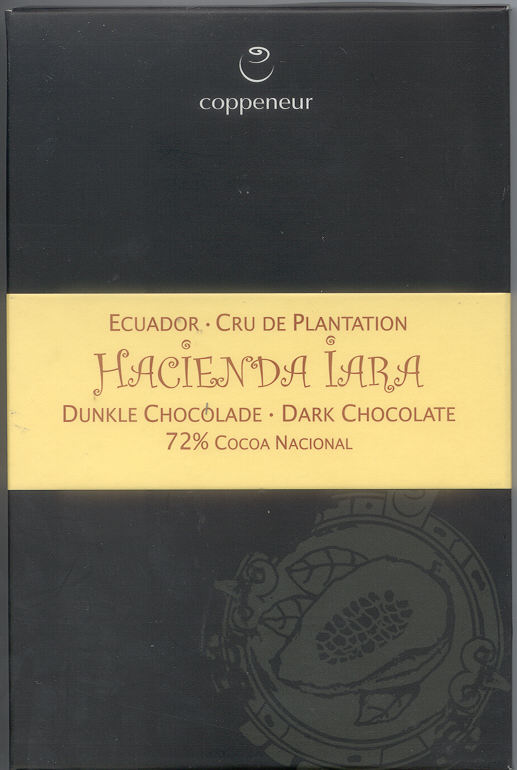 coppeneur
ECUADOR · CRU DE PLANTATION
HACIENDA IARA
DUNKLE CHOCOLADE · DARK CHOCOLATE
72% COCOA NACIONAL